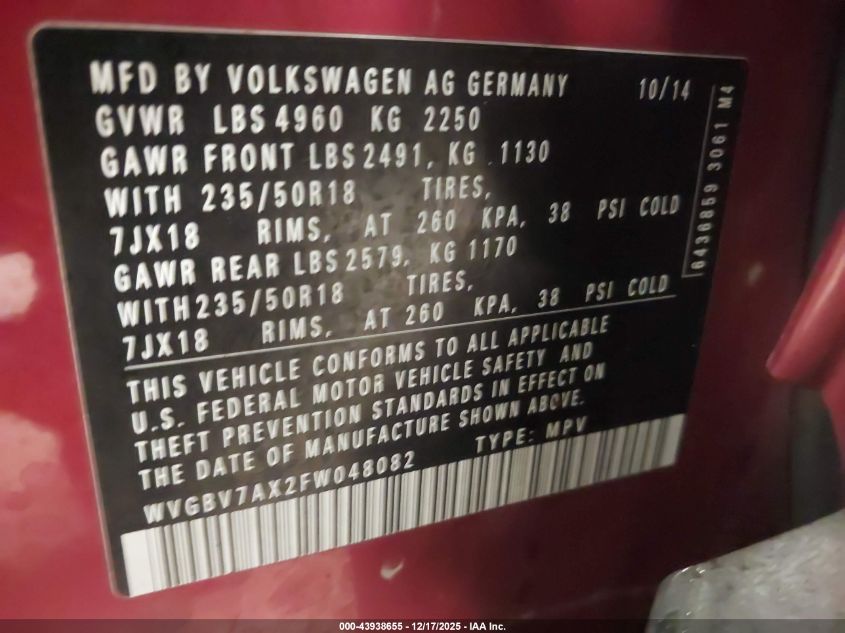 MFD BY VOLKSWAGEN AG GERMANY 10/14
GVWR LBS 4960 KG 2250
GAWR FRONT LBS 2491, KG 1130
WITH 235/50R18 TIRES,
7JX18 RIMS, AT 260 KPA, 38 PSI COLD
GAWR REAR LBS 2579, KG 1170
WITH 235/50R18 TIRES,
7JX18 RIMS, AT 260 KPA, 38 PSI COLD
THIS VEHICLE CONFORMS TO ALL APPLICABLE
U.S. FEDERAL MOTOR VEHICLE SAFETY AND
THEFT PREVENTION STANDARDS IN EFFECT ON
THE DATE OF MANUFACTURE SHOWN ABOVE.
WVGBV7AX2FW048082 TYPE: MPV
6436859 3061 M4
000-43938655 - 12/17/2025 - IAA Inc.